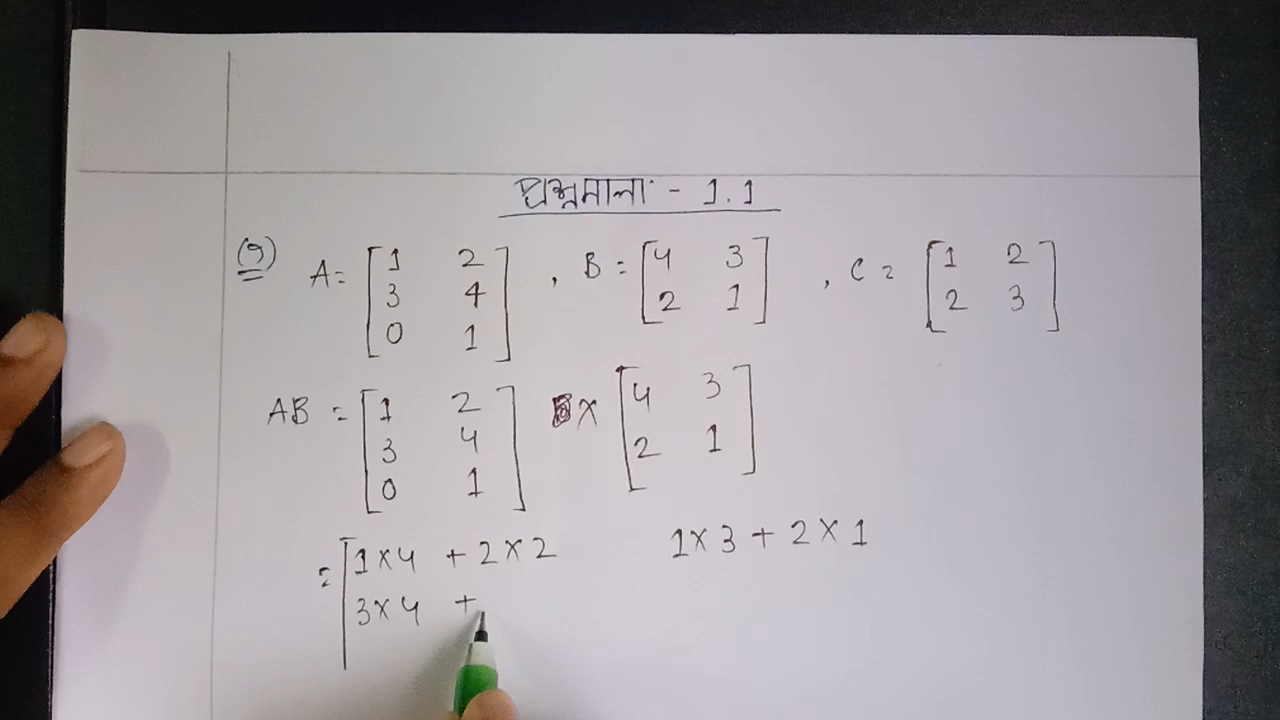 প্রশ্নমালা - 1.1
(9) A = [1 2 3 4 0 1], B = [4 3 2 1], C = [1 2 2 3]
AB = [1 2 3 4 0 1] × [4 3 2 1]
= [1×4 + 2×2 1×3 + 2×1
3×4 +